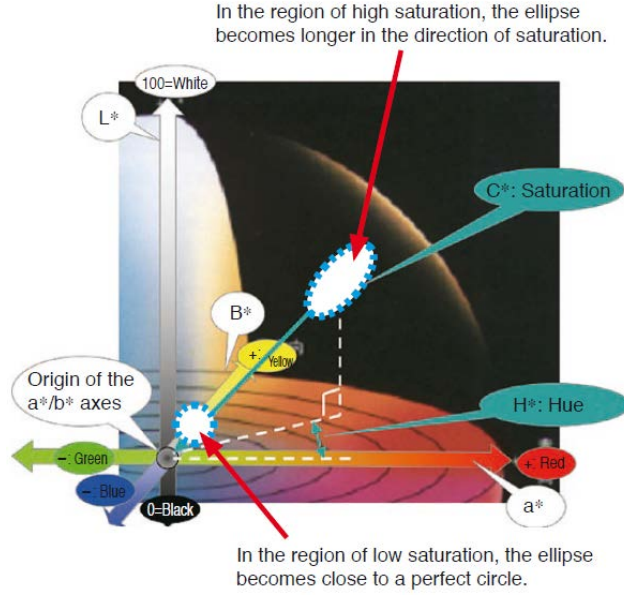 In the region of high saturation, the ellipse
becomes longer in the direction of saturation.
100=White
L*
C*: Saturation
B*
+: Yellow
Origin of the
a*/b* axes
H*: Hue
−: Green
−: Blue
+: Red
0=Black
a*
In the region of low saturation, the ellipse
becomes close to a perfect circle.